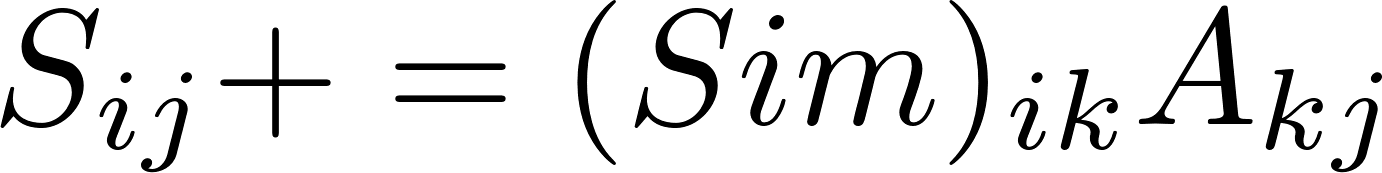 S_{ij} + = (Sim)_{ik} A_{kj}